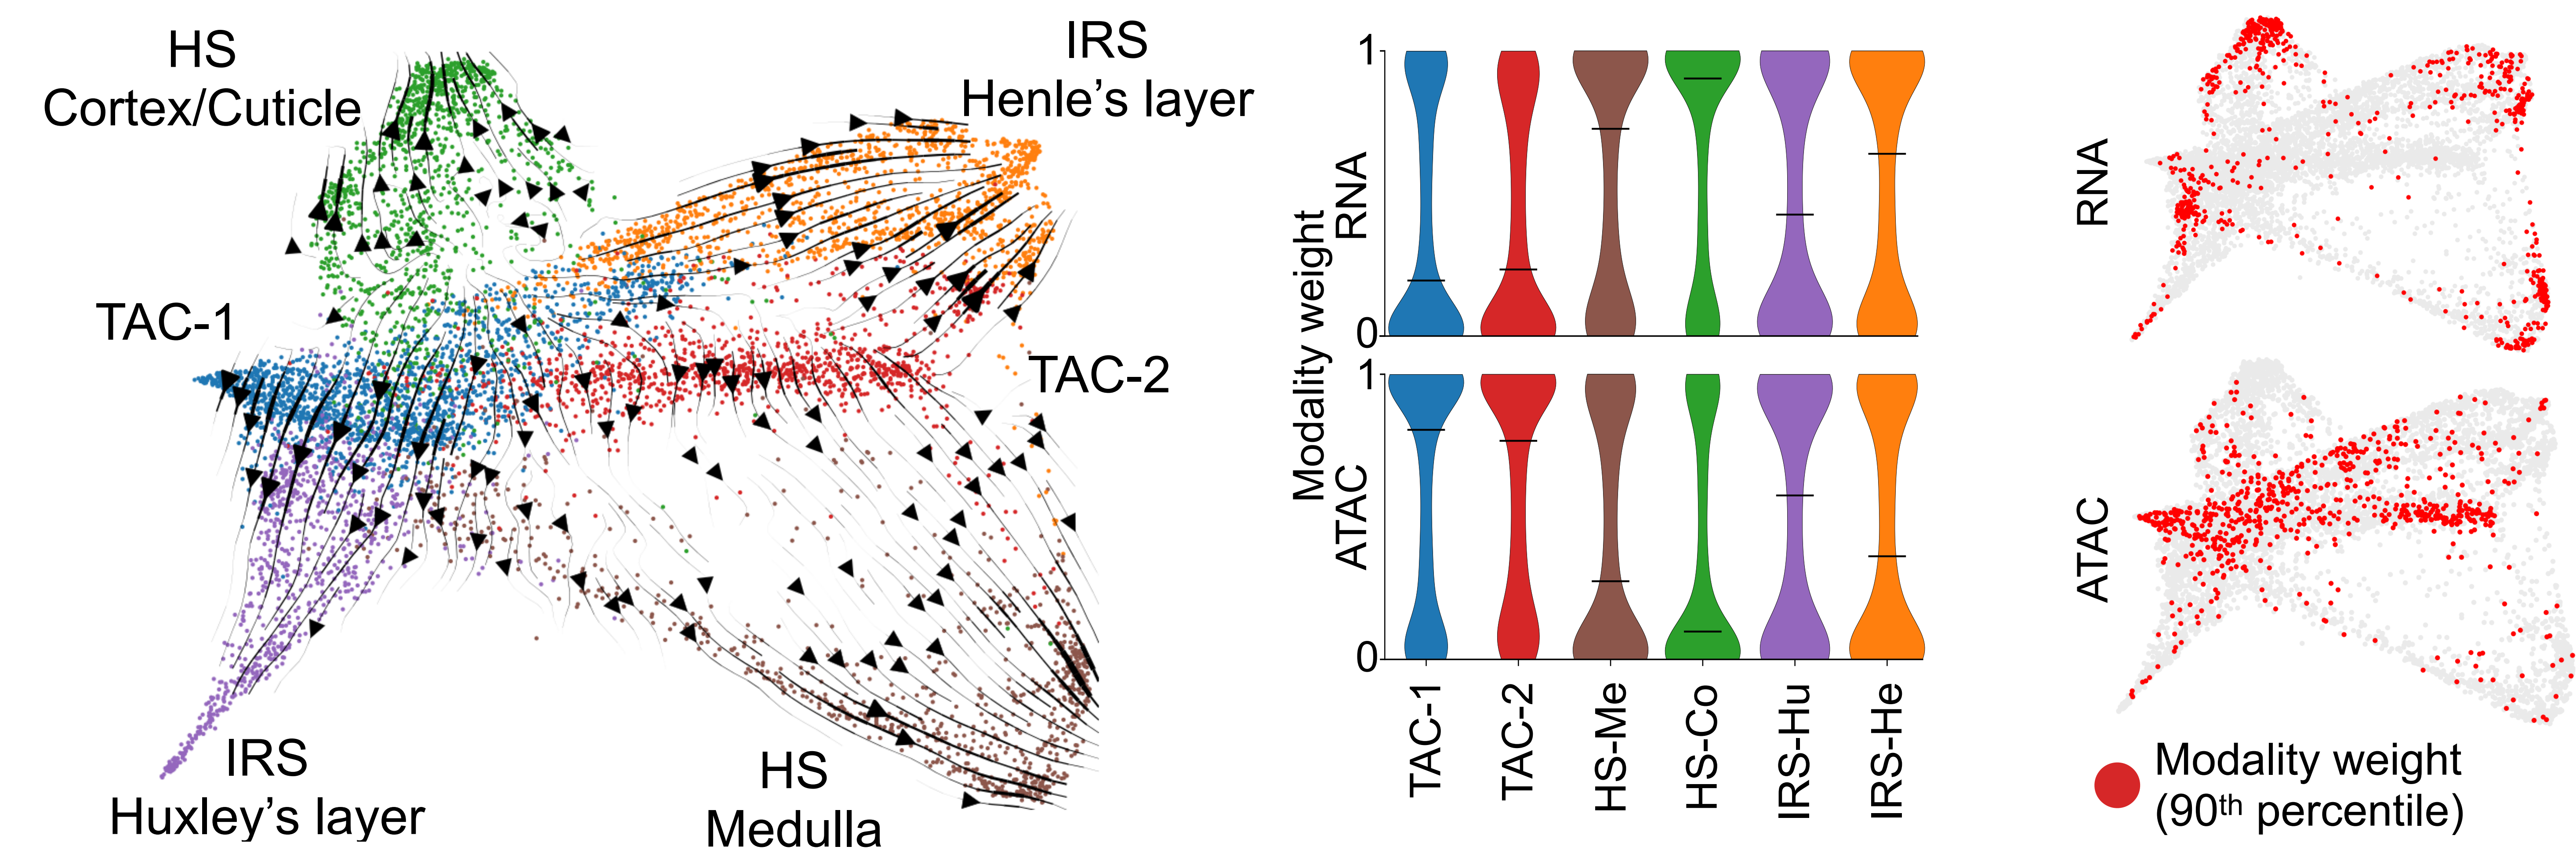 HS
Cortex/Cuticle
IRS
Henle’s layer
TAC-1
TAC-2
IRS
Huxley’s layer
HS
Medulla
Modality weight
RNA
1
0
ATAC
1
0
TAC-1
TAC-2
HS-Me
HS-Co
IRS-Hu
IRS-He
RNA
ATAC
Modality weight
(90th percentile)